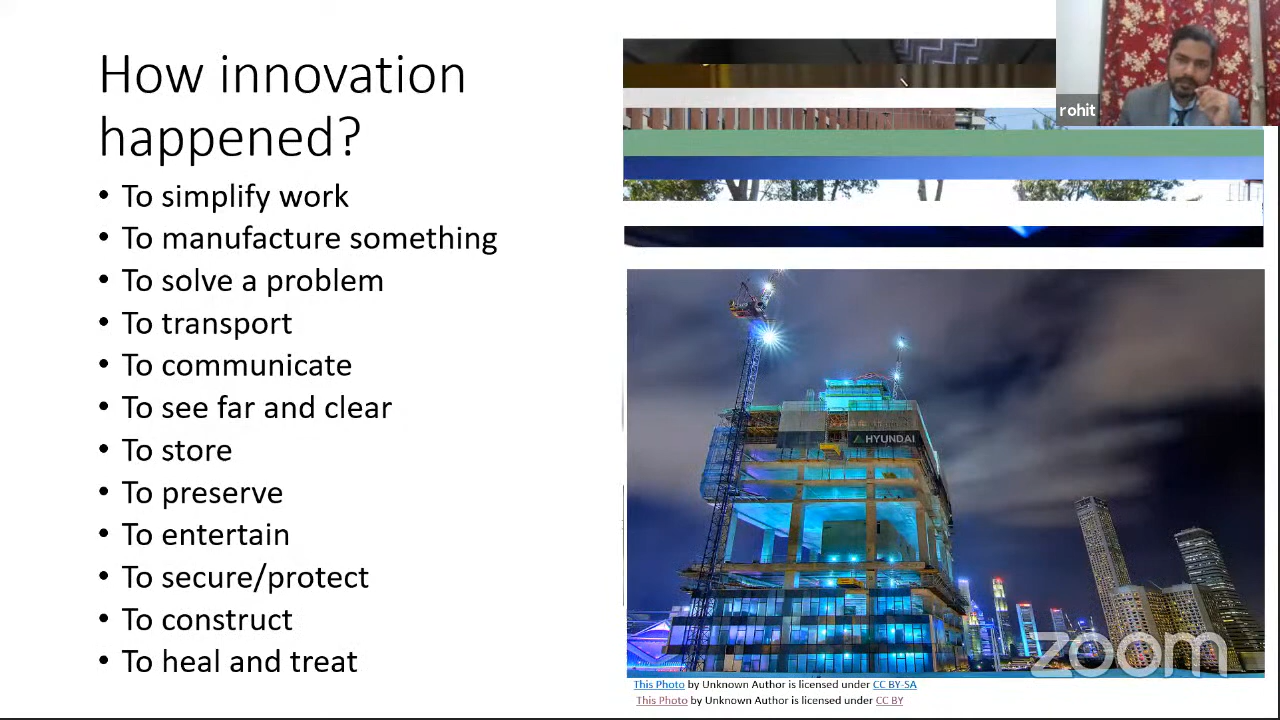 How innovation
happened?
• To simplify work
• To manufacture something
• To solve a problem
• To transport
• To communicate
• To see far and clear
• To store
• To preserve
• To entertain
• To secure/protect
• To construct
• To heal and treat
rohit
HYUNDAI
zoom
This Photo by Unknown Author is licensed under CC BY-SA
This Photo by Unknown Author is licensed under CC BY